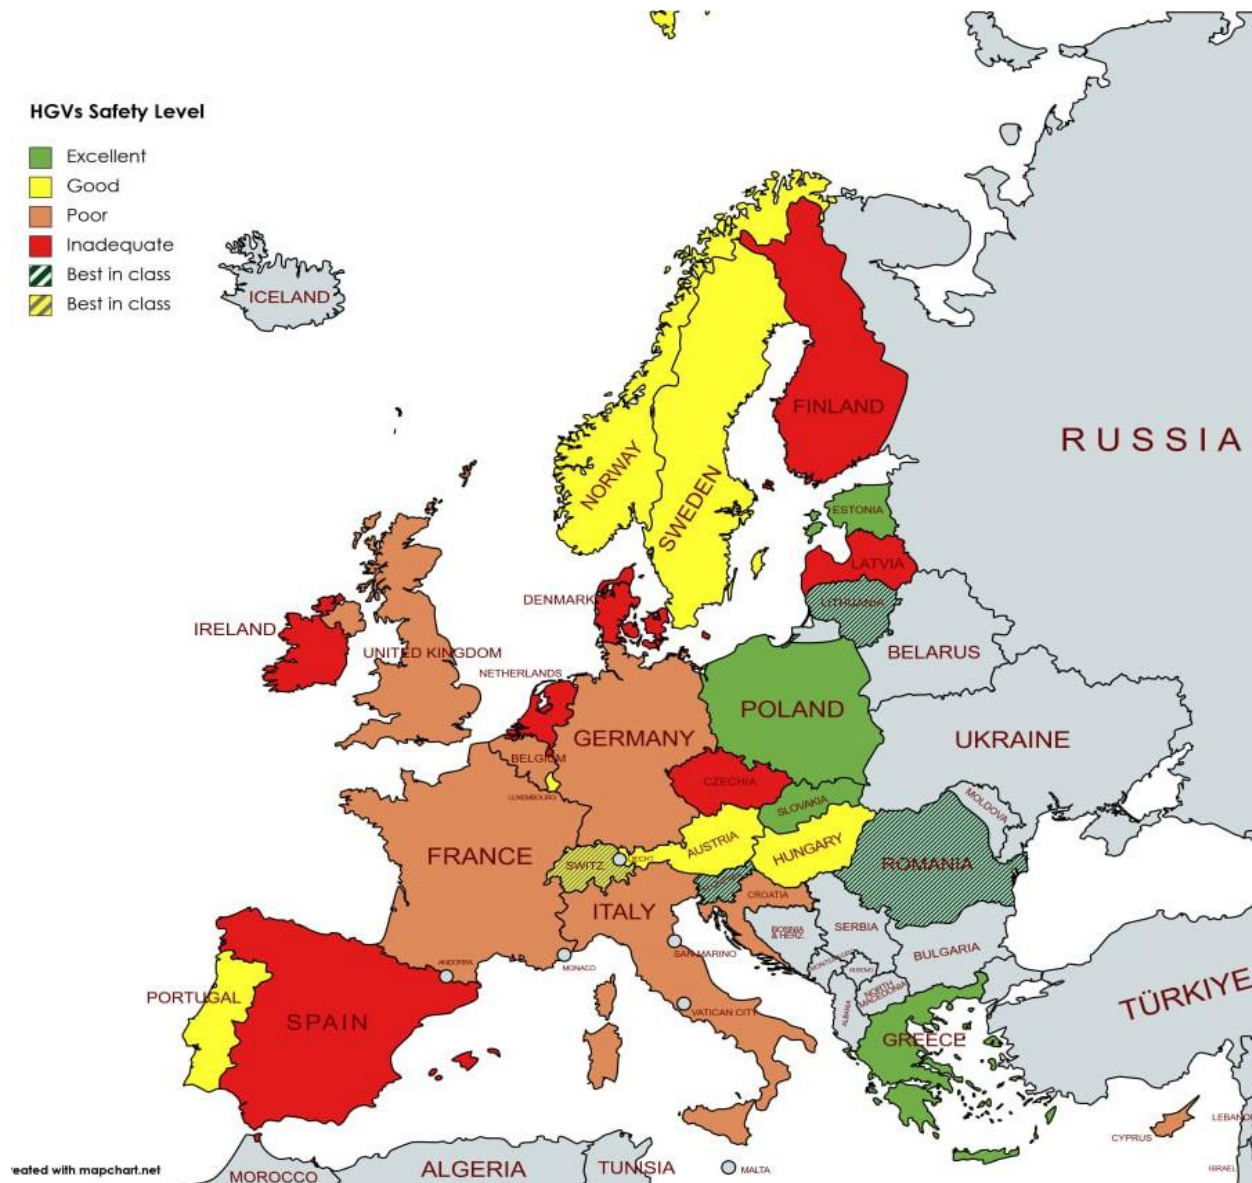 HGVs Safety Level
Excellent
Good
Poor
Inadequate
Best in class
Best in class
ICELAND
RUSSIA
FINLAND
NORWAY
SWEDEN
ESTONIA
LATVIA
LITHUANIA
DENMARK
IRELAND
UNITED KINGDOM
NETHERLANDS
BELARUS
POLAND
GERMANY
UKRAINE
BELGIUM
LUXEMBOURG
CZECHIA
SLOVAKIA
MOLDOVA
FRANCE
SWITZ.
LIECHT.
AUSTRIA
HUNGARY
ROMANIA
CROATIA
ITALY
BOSNIA
& HERZ.
SERBIA
SAN MARINO
BULGARIA
MONTENEGRO
KOSOVO
ANDORRA
MONACO
NORTH
MACEDONIA
ALBANIA
PORTUGAL
SPAIN
VATICAN CITY
TÜRKIYE
GREECE
CYPRUS
LEBANON
ISRAEL
eated with mapchart.net
MOROCCO
ALGERIA
TUNISIA
MALTA